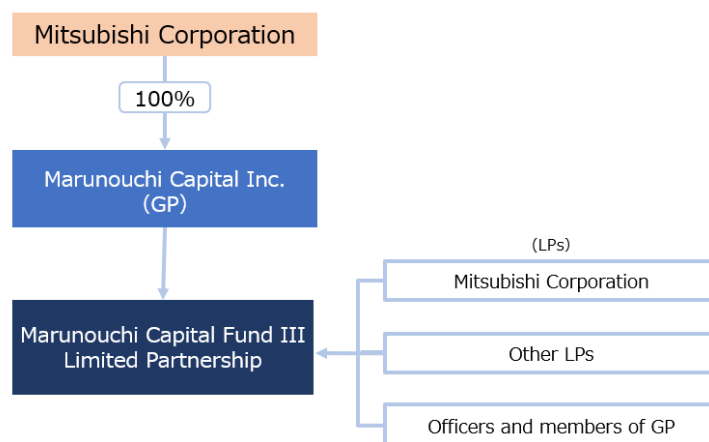 Mitsubishi Corporation
100%
Marunouchi Capital Inc.
(GP)
(LPs)
Mitsubishi Corporation
Marunouchi Capital Fund III
Limited Partnership
Other LPs
Officers and members of GP